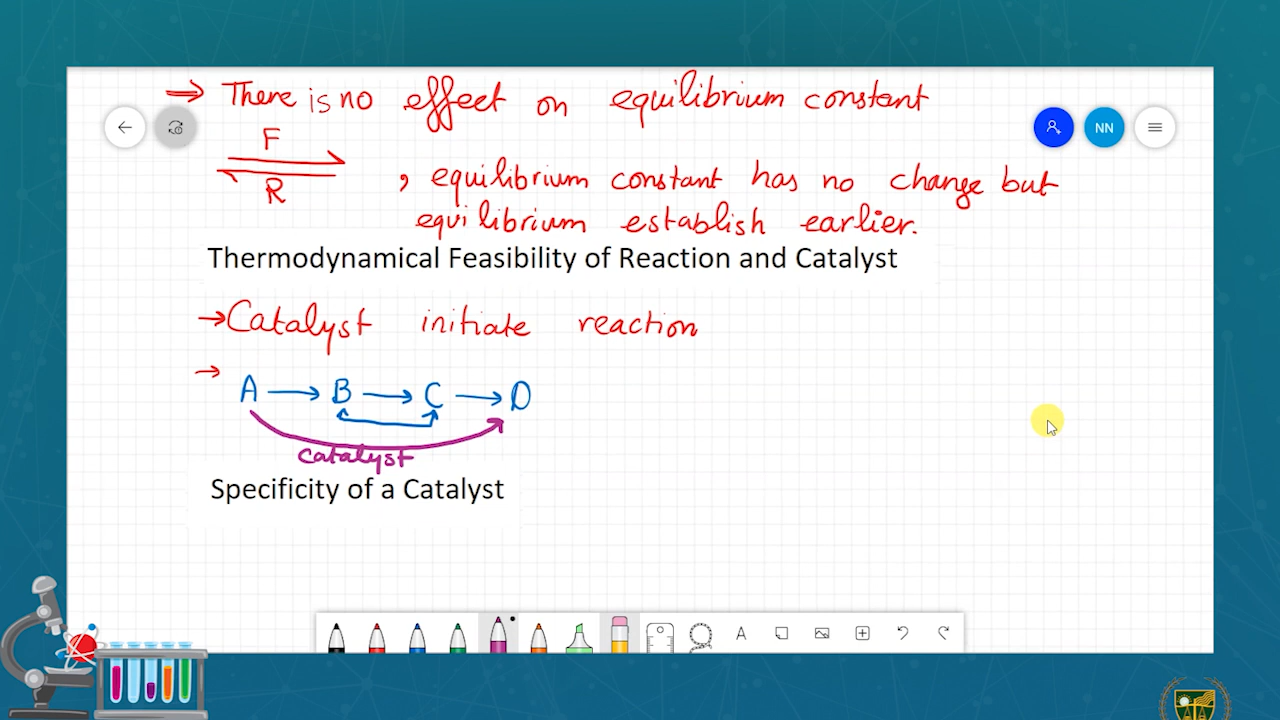 ⇒ There is no effect on equilibrium constant
F
R
, equilibrium constant has no change but
equilibrium establish earlier.
Thermodynamical Feasibility of Reaction and Catalyst
→ Catalyst initiate reaction
→ A → B → C → D
catalyst
Specificity of a Catalyst
NN
A